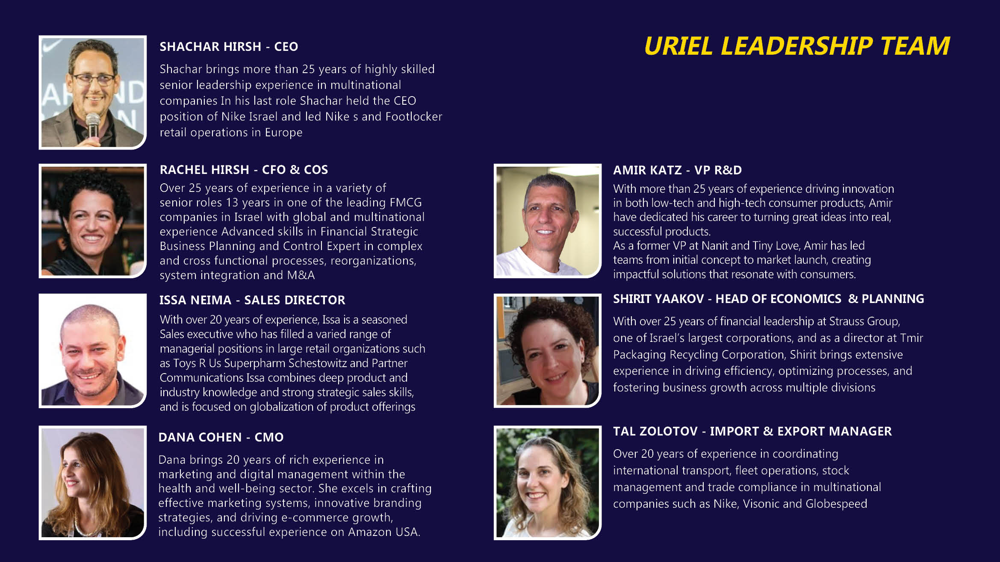 URIEL LEADERSHIP TEAM
SHACHAR HIRSH - CEO
Shachar brings more than 25 years of highly skilled
senior leadership experience in multinational
companies In his last role Shachar held the CEO
position of Nike Israel and led Nike s and Footlocker
retail operations in Europe
RACHEL HIRSH - CFO & COS
Over 25 years of experience in a variety of
senior roles 13 years in one of the leading FMCG
companies in Israel with global and multinational
experience Advanced skills in Financial Strategic
Business Planning and Control Expert in complex
and cross functional processes, reorganizations,
system integration and M&A
ISSA NEIMA - SALES DIRECTOR
With over 20 years of experience, Issa is a seasoned
Sales executive who has filled a varied range of
managerial positions in large retail organizations such
as Toys R Us Superpharm Schestowitz and Partner
Communications Issa combines deep product and
industry knowledge and strong strategic sales skills,
and is focused on globalization of product offerings
DANA COHEN - CMO
Dana brings 20 years of rich experience in
marketing and digital management within the
health and well-being sector. She excels in crafting
effective marketing systems, innovative branding
strategies, and driving e-commerce growth,
including successful experience on Amazon USA.
AMIR KATZ - VP R&D
With more than 25 years of experience driving innovation
in both low-tech and high-tech consumer products, Amir
have dedicated his career to turning great ideas into real,
successful products.
As a former VP at Nanit and Tiny Love, Amir has led
teams from initial concept to market launch, creating
impactful solutions that resonate with consumers.
SHIRIT YAAKOV - HEAD OF ECONOMICS & PLANNING
With over 25 years of financial leadership at Strauss Group,
one of Israel's largest corporations, and as a director at Tmir
Packaging Recycling Corporation, Shirit brings extensive
experience in driving efficiency, optimizing processes, and
fostering business growth across multiple divisions
TAL ZOLOTOV - IMPORT & EXPORT MANAGER
Over 20 years of experience in coordinating
international transport, fleet operations, stock
management and trade compliance in multinational
companies such as Nike, Visonic and Globespeed